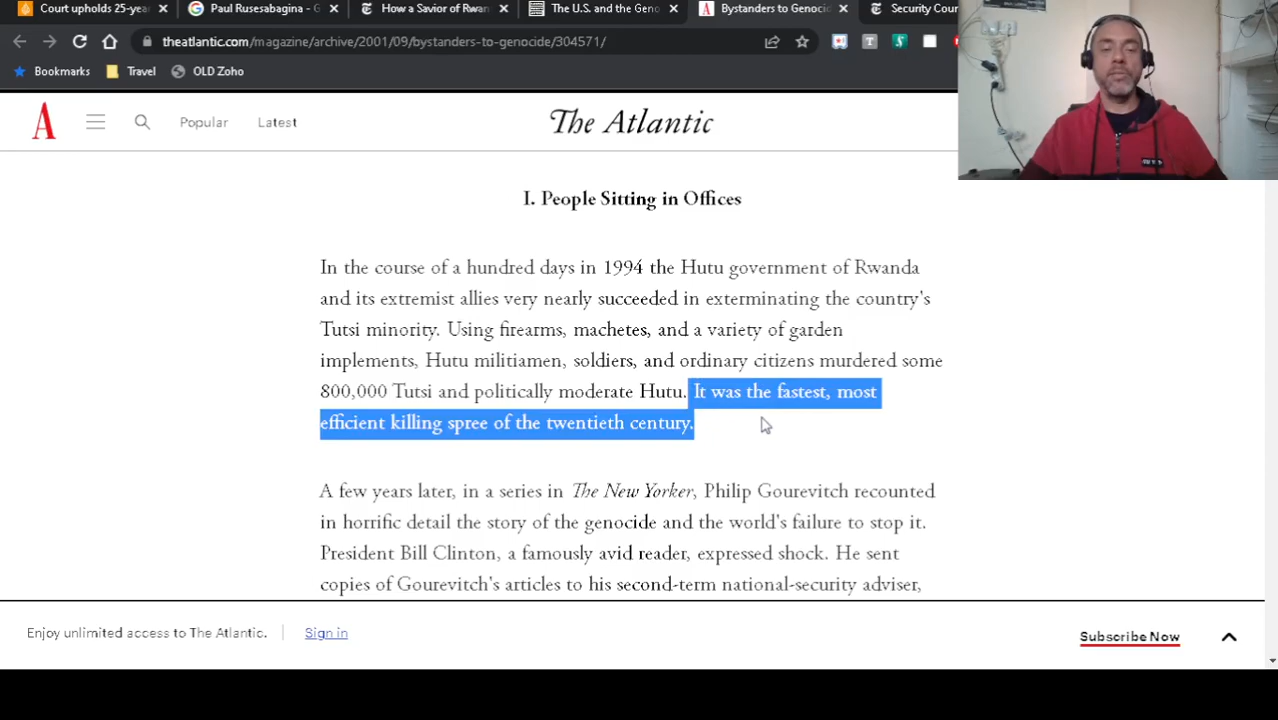 Court upholds 25-yea
Paul Rusesabagina - G
How a Savior of Rwan
The U.S. and the Geno
Bystanders to Genocid
Security Cou
theatlantic.com/magazine/archive/2001/09/bystanders-to-genocide/304571/
Bookmarks
Travel
OLD Zoho
A
Popular
Latest
The Atlantic
I. People Sitting in Offices
In the course of a hundred days in 1994 the Hutu government of Rwanda
and its extremist allies very nearly succeeded in exterminating the country's
Tutsi minority. Using firearms, machetes, and a variety of garden
implements, Hutu militiamen, soldiers, and ordinary citizens murdered some
800,000 Tutsi and politically moderate Hutu. It was the fastest, most
efficient killing spree of the twentieth century.
A few years later, in a series in The New Yorker, Philip Gourevitch recounted
in horrific detail the story of the genocide and the world's failure to stop it.
President Bill Clinton, a famously avid reader, expressed shock. He sent
copies of Gourevitch's articles to his second-term national-security adviser,
Enjoy unlimited access to The Atlantic.
Sign in
Subscribe Now